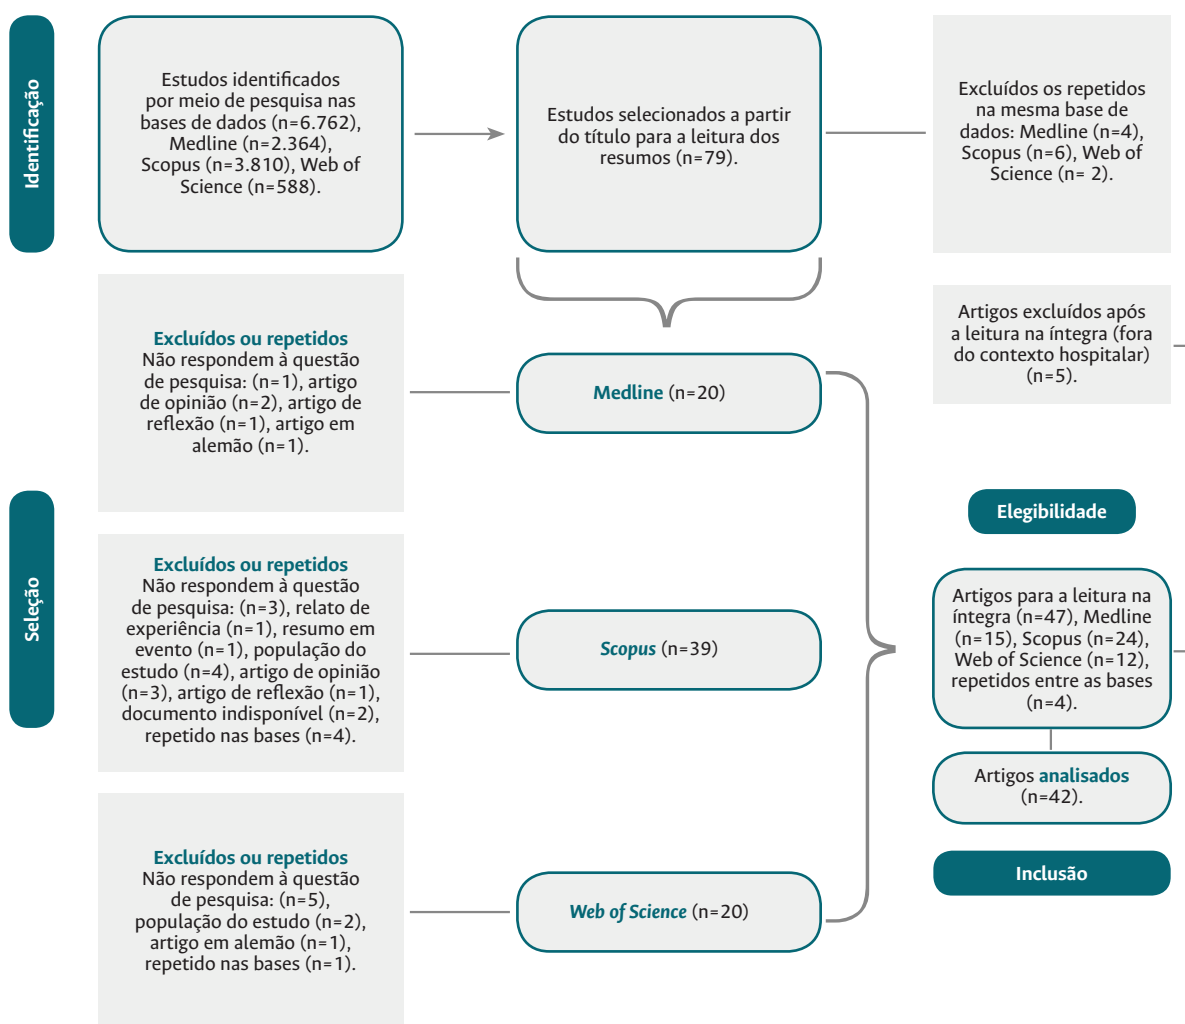 Identificação
Estudos identificados
por meio de pesquisa nas
bases de dados (n=6.762),
Medline (n=2.364),
Scopus (n=3.810), Web of
Science (n=588).
Estudos selecionados a partir
do título para a leitura dos
resumos (n=79).
Excluídos os repetidos
na mesma base de
dados: Medline (n=4),
Scopus (n=6), Web of
Science (n= 2).
Seleção
Excluídos ou repetidos
Não respondem à questão
de pesquisa: (n=1), artigo
de opinião (n=2), artigo de
reflexão (n=1), artigo em
alemão (n=1).
Medline (n=20)
Artigos excluídos após
a leitura na íntegra (fora
do contexto hospitalar)
(n=5).
Excluídos ou repetidos
Não respondem à questão
de pesquisa: (n=3), relato de
experiência (n=1), resumo em
evento (n=1), população do
estudo (n=4), artigo de opinião
(n=3), artigo de reflexão (n=1),
documento indisponível (n=2),
repetido nas bases (n=4).
Scopus (n=39)
Elegibilidade
Artigos para a leitura na
íntegra (n=47), Medline
(n=15), Scopus (n=24),
Web of Science (n=12),
repetidos entre as bases
(n=4).
Artigos analisados
(n=42).
Inclusão
Excluídos ou repetidos
Não respondem à questão
de pesquisa: (n=5),
população do estudo (n=2),
artigo em alemão (n=1),
repetido nas bases (n=1).
Web of Science (n=20)